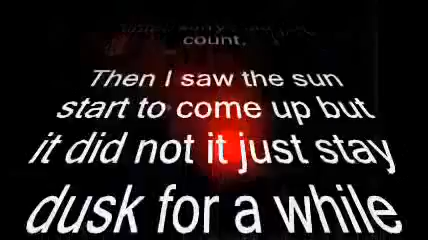 count,
Then I saw the sun
start to come up but
it did not it just stay
dusk for a while